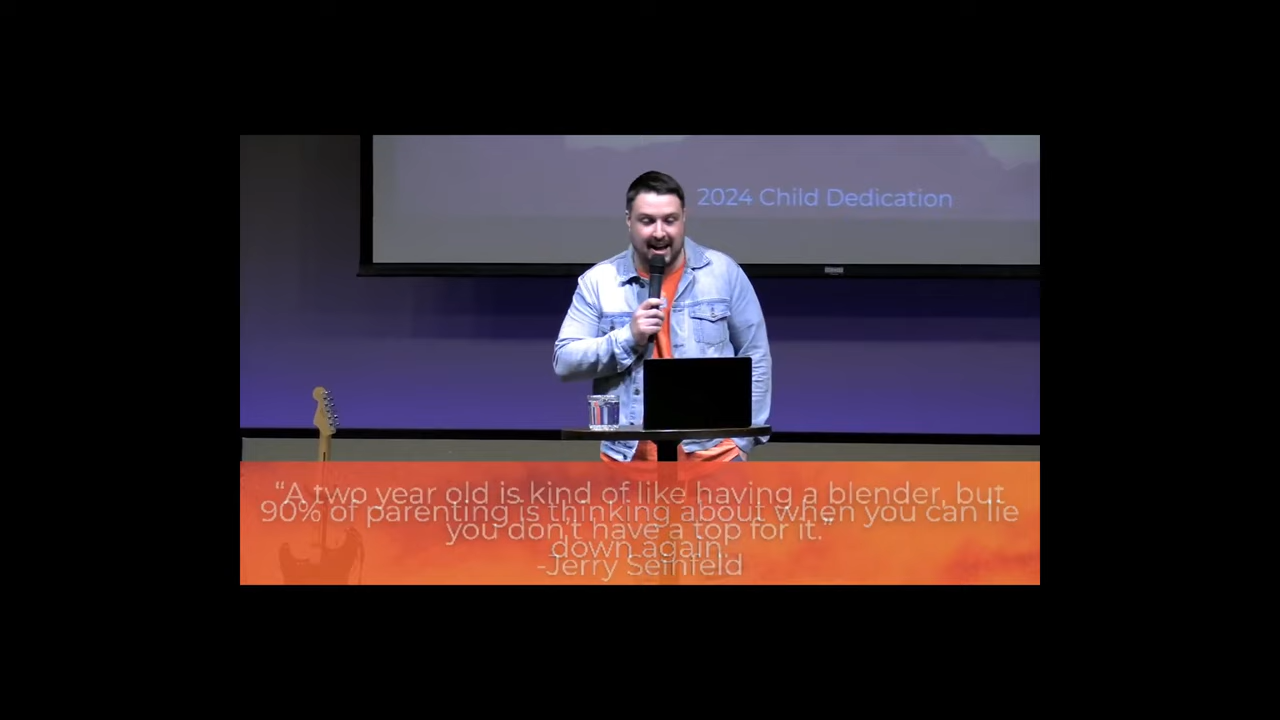 2024 Child Dedication
“A two year old is kind of like having a blender, but
90% of parenting is thinking about when you can lie
you don’t have a top for it.”
down again.
-Jerry Seinfeld